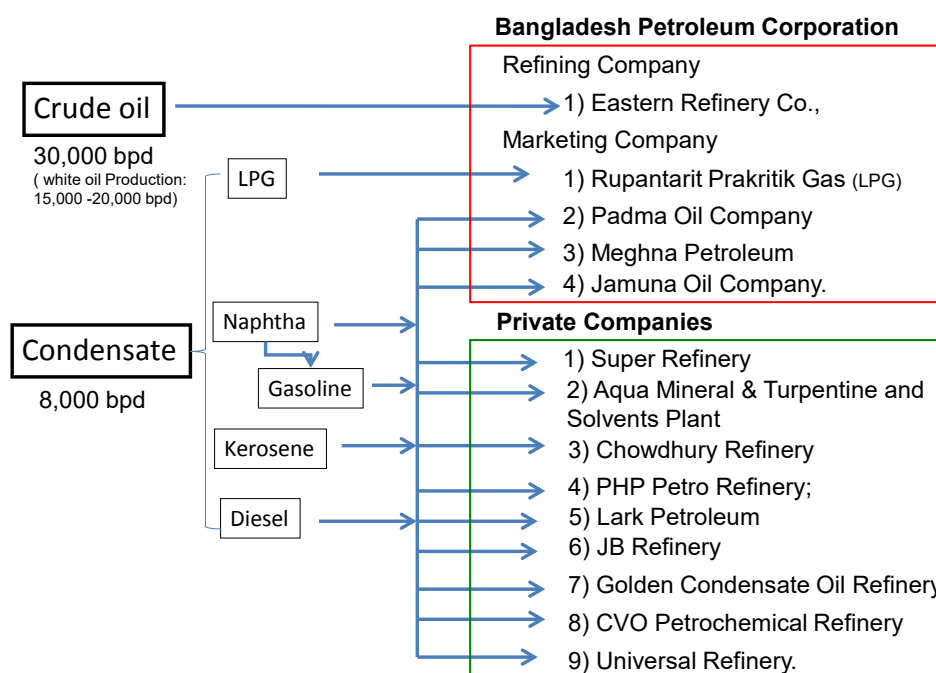 Bangladesh Petroleum Corporation
Refining Company
Crude oil
1) Eastern Refinery Co.,
30,000 bpd
( white oil Production:
15,000 -20,000 bpd)
Marketing Company
LPG
1) Rupantarit Prakritik Gas (LPG)
2) Padma Oil Company
3) Meghna Petroleum
4) Jamuna Oil Company.
Naphtha
Private Companies
Condensate
8,000 bpd
1) Super Refinery
Gasoline
2) Aqua Mineral & Turpentine and
Solvents Plant
Kerosene
3) Chowdhury Refinery
4) PHP Petro Refinery;
Diesel
5) Lark Petroleum
6) JB Refinery
7) Golden Condensate Oil Refinery
8) CVO Petrochemical Refinery
9) Universal Refinery.